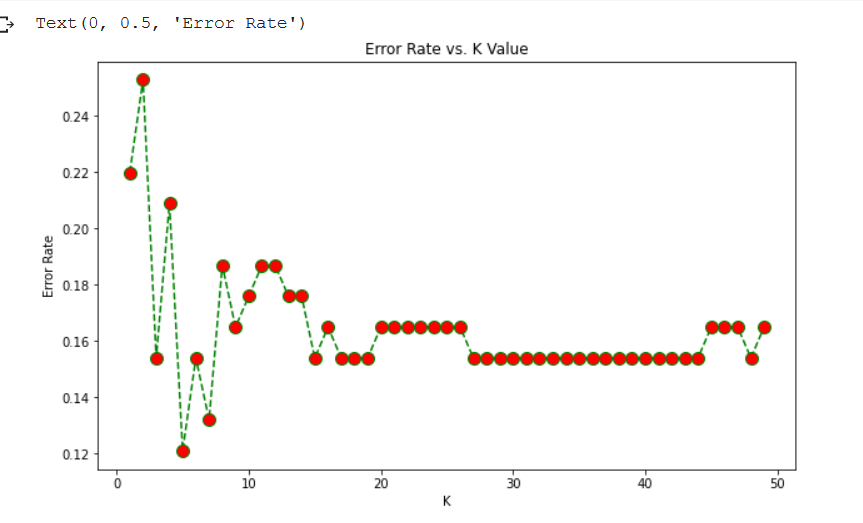 Text(0, 0.5, 'Error Rate')
Error Rate vs. K Value
Error Rate
0.24
0.22
0.20
0.18
0.16
0.14
0.12
0 10 20 30 40 50
K